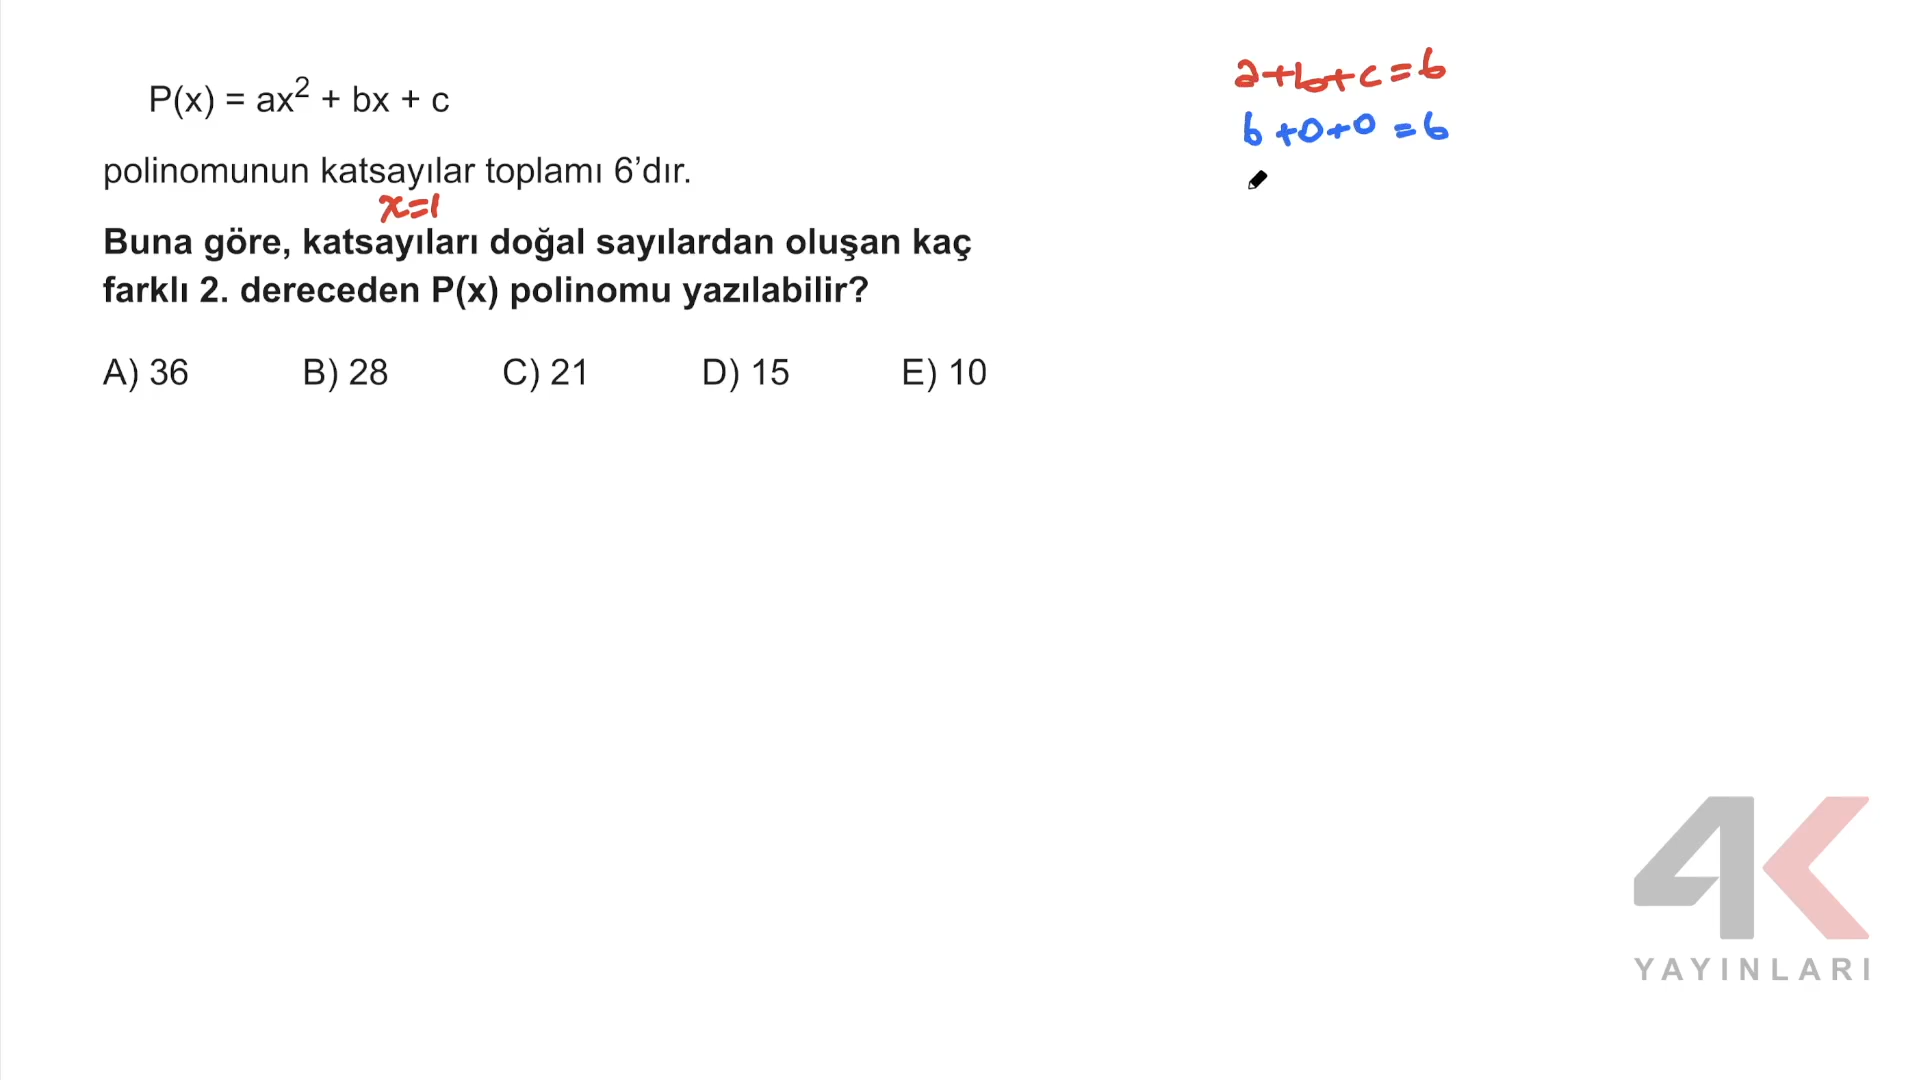 P(x) = ax² + bx + c
polinomunun katsayılar toplamı 6’dır.
x=1
Buna göre, katsayıları doğal sayılardan oluşan kaç
farklı 2. dereceden P(x) polinomu yazılabilir?
A) 36 B) 28 C) 21 D) 15 E) 10
a+b+c=6
6+0+0=6
4K
YAYINLARI